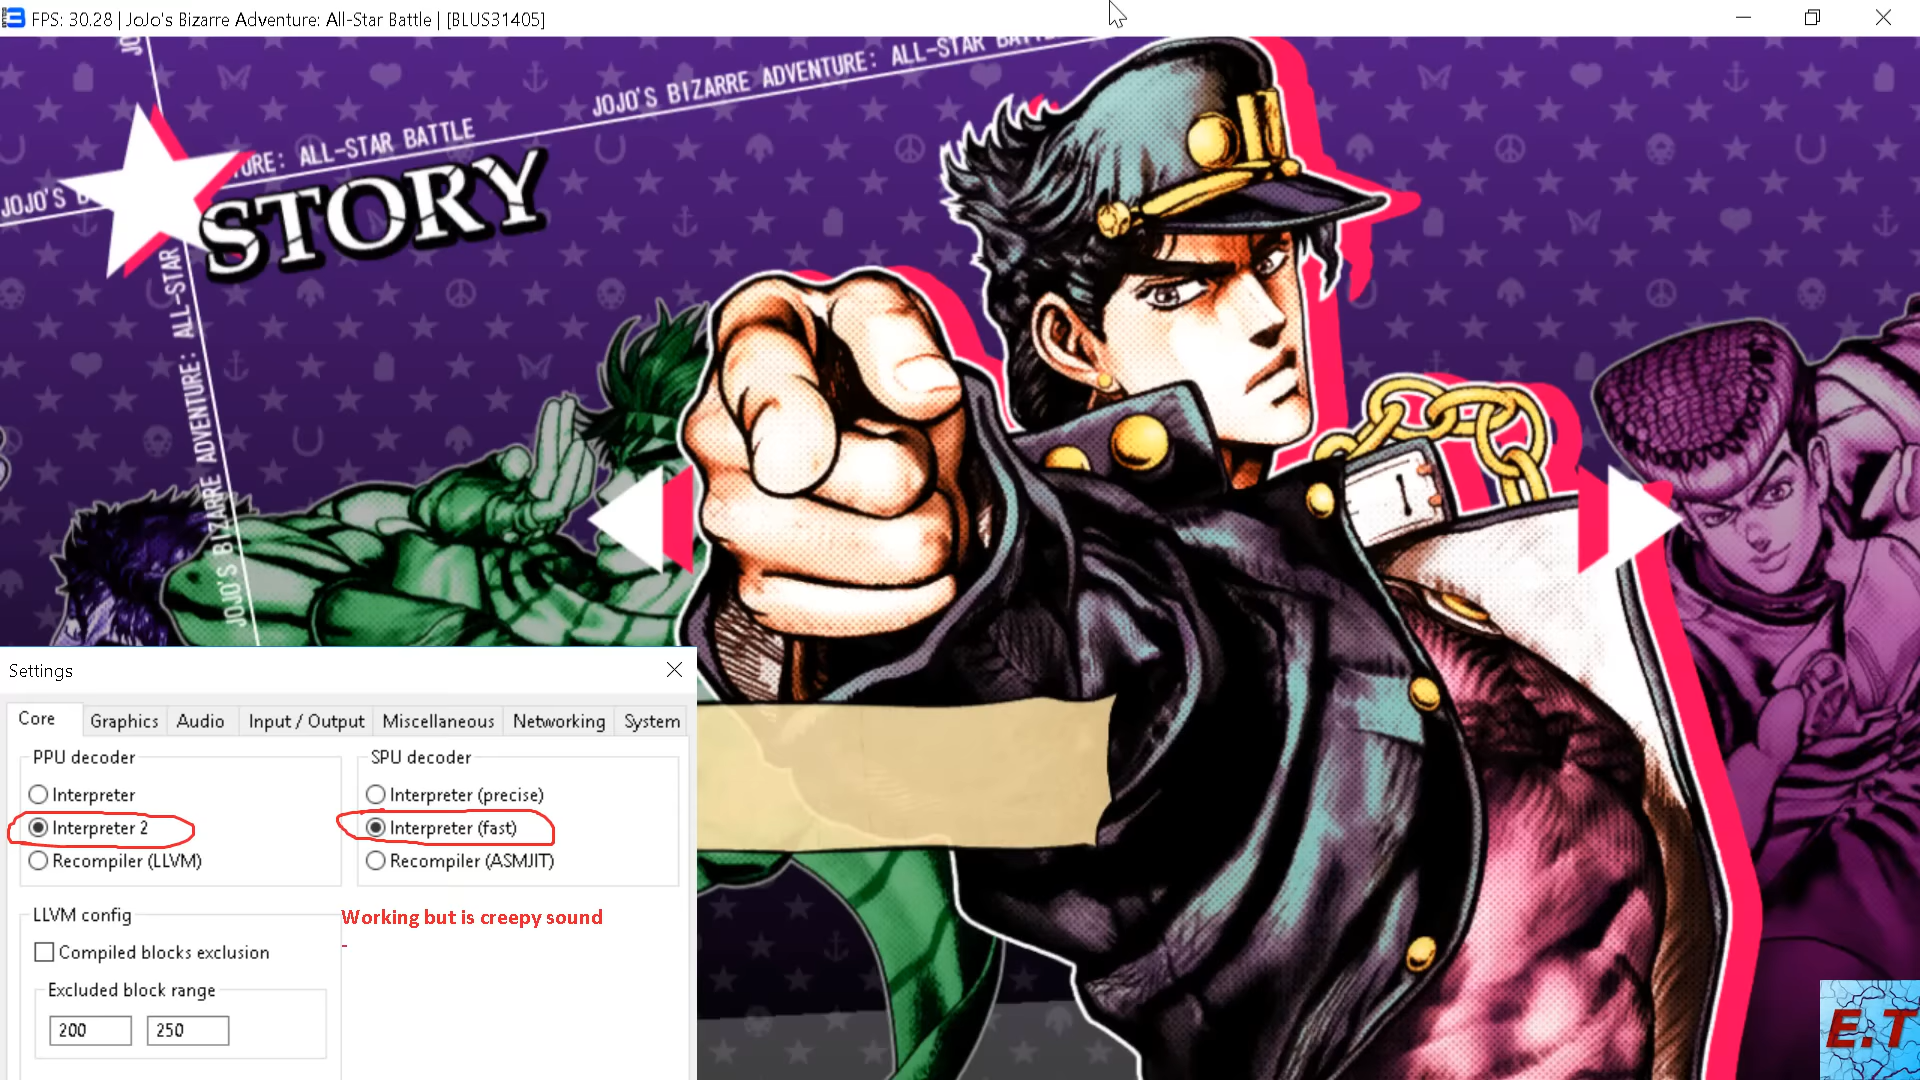 FPS: 30.28 | JoJo's Bizarre Adventure: All-Star Battle | [BLUS31405]
JOJO'S BIZARRE ADVENTURE: ALL-STAR
URE: ALL-STAR BATTLE
JOJO'S
STORY
JOJO'S BIZARRE ADVENTURE: ALL-STAR
Settings
Core
Graphics
Audio
Input / Output
Miscellaneous
Networking
System
PPU decoder
Interpreter
Interpreter 2
Recompiler (LLVM)
SPU decoder
Interpreter (precise)
Interpreter (fast)
Recompiler (ASMJIT)
LLVM config
Compiled blocks exclusion
Excluded block range
200
250
Working but is creepy sound
-
E.T